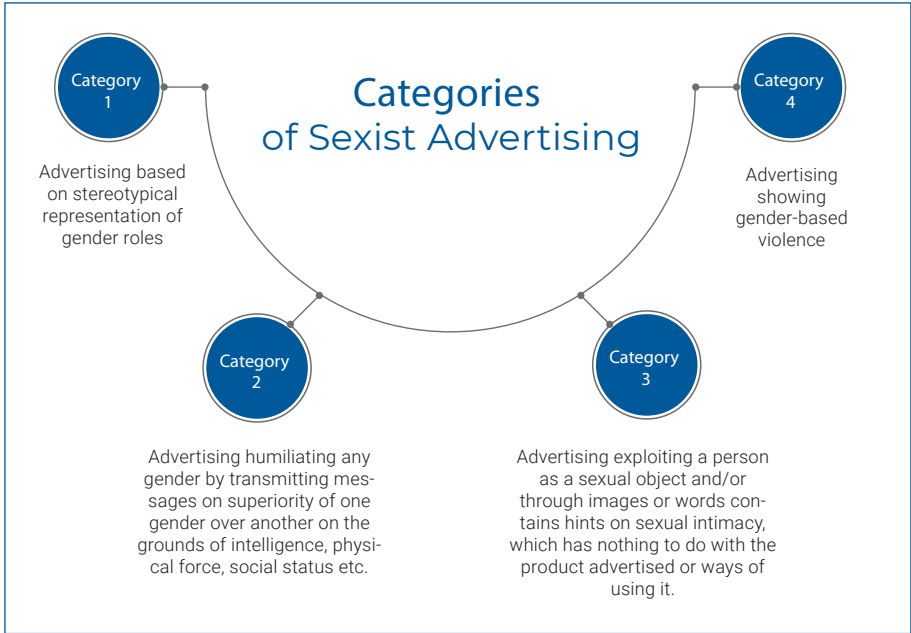 Categories
of Sexist Advertising
Category
1
Advertising based
on stereotypical
representation of
gender roles
Category
2
Advertising humiliating any
gender by transmitting mes-
sages on superiority of one
gender over another on the
grounds of intelligence, physi-
cal force, social status etc.
Category
3
Advertising exploiting a person
as a sexual object and/or
through images or words con-
tains hints on sexual intimacy,
which has nothing to do with the
product advertised or ways of
using it.
Category
4
Advertising
showing
gender-based
violence